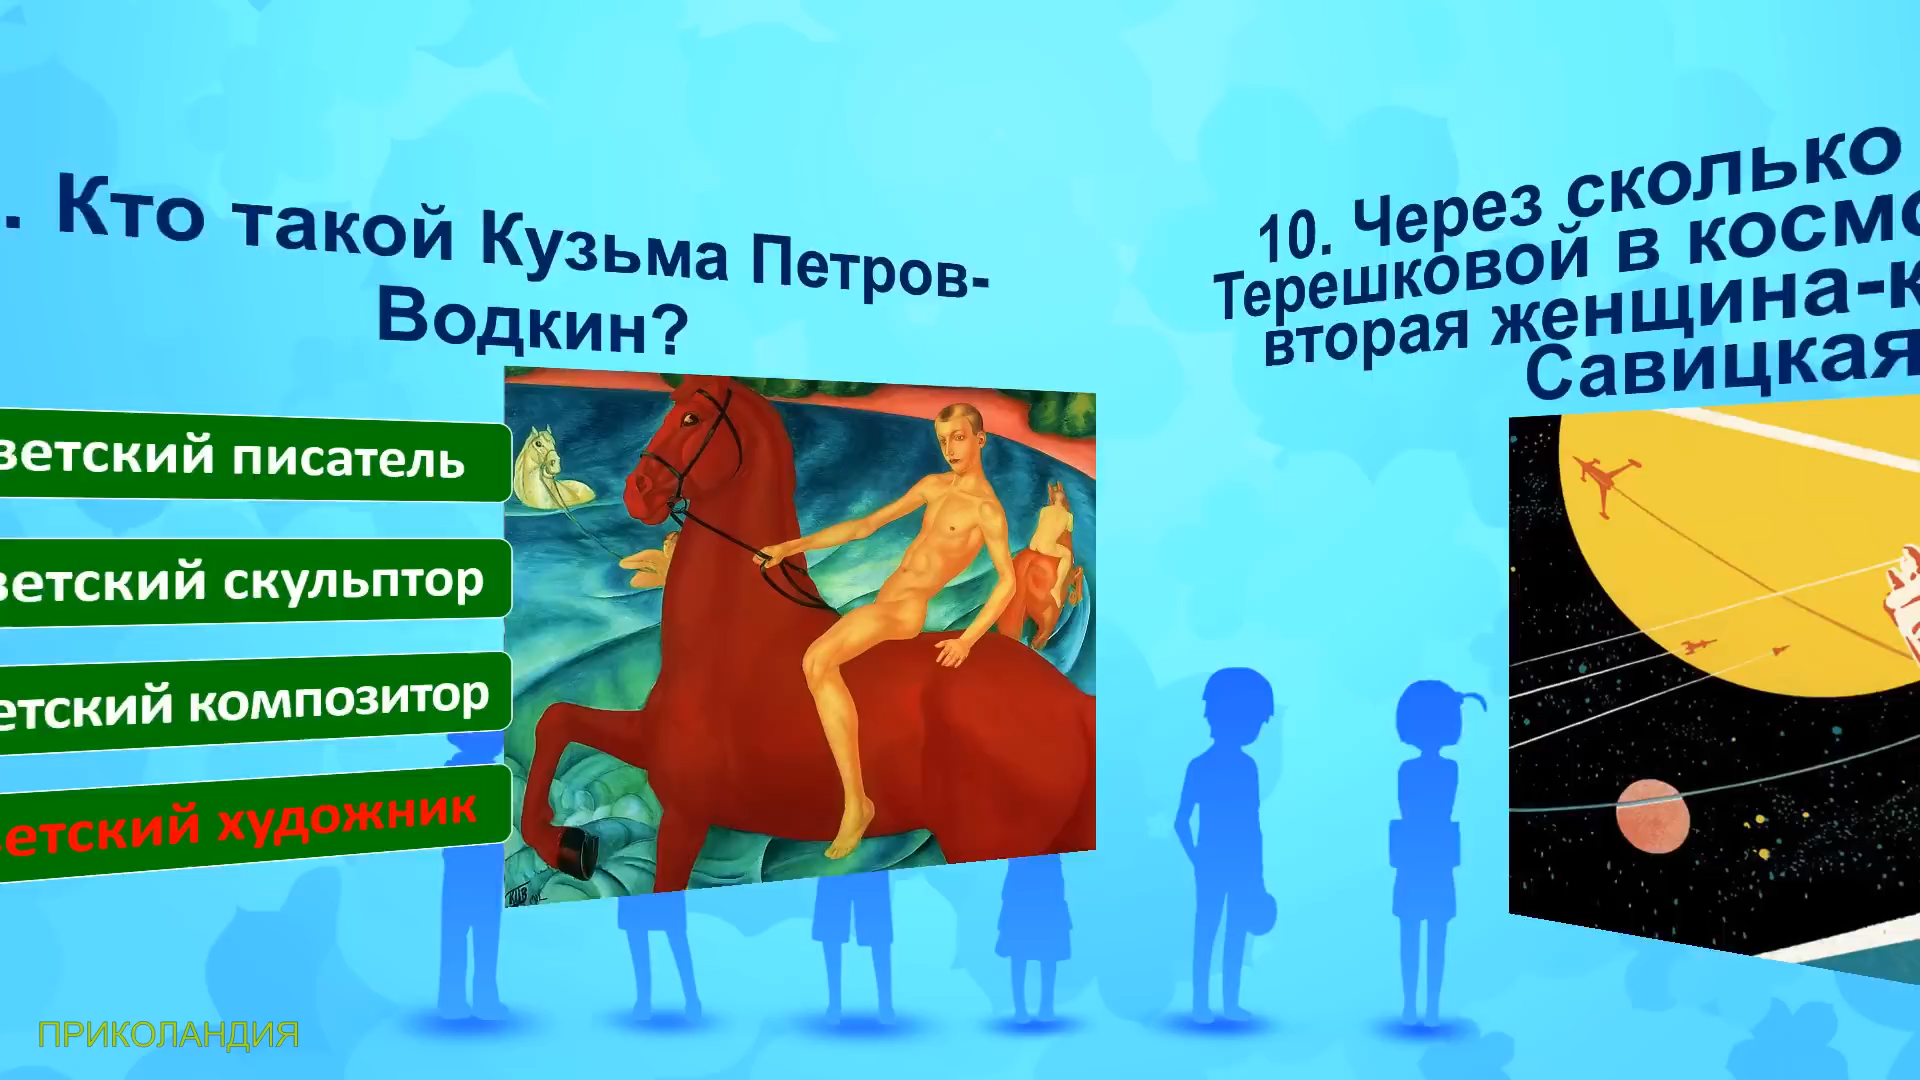 . Кто такой Кузьма Петров-
Водкин?
ветский писатель
ветский скульптор
етский композитор
ветский художник
10. Через сколько
Терешковой в космо
вторая женщина-к
Савицкая
ПРИКОЛАНДИЯ